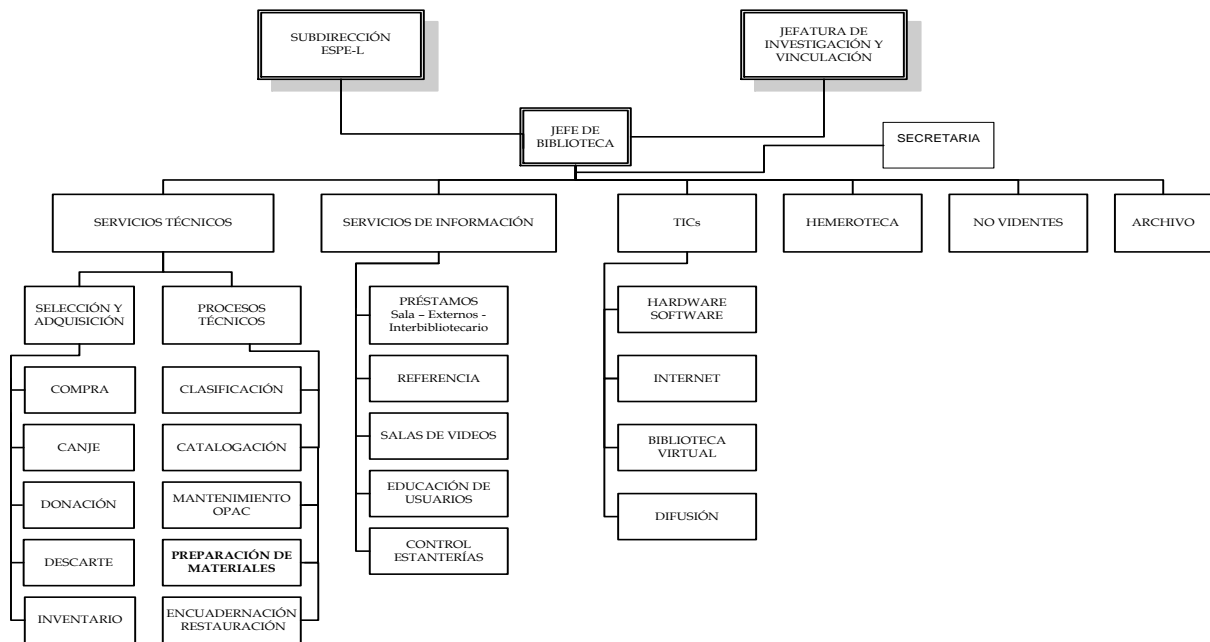 SUBDIRECCIÓN
ESPE-L
JEFATURA DE
INVESTIGACIÓN Y
VINCULACIÓN
JEFE DE
BIBLIOTECA
SECRETARIA
SERVICIOS TÉCNICOS
SERVICIOS DE INFORMACIÓN
TICs
HEMEROTECA
NO VIDENTES
ARCHIVO
SELECCIÓN Y
ADQUISICIÓN
COMPRA
CANJE
DONACIÓN
DESCARTE
INVENTARIO
PROCESOS
TÉCNICOS
CLASIFICACIÓN
CATALOGACIÓN
MANTENIMIENTO
OPAC
PREPARACIÓN DE
MATERIALES
ENCUADERNACIÓN
RESTAURACIÓN
PRÉSTAMOS
Sala – Externos -
Interbibliotecario
REFERENCIA
SALAS DE VIDEOS
EDUCACIÓN DE
USUARIOS
CONTROL
ESTANTERÍAS
HARDWARE
SOFTWARE
INTERNET
BIBLIOTECA
VIRTUAL
DIFUSIÓN